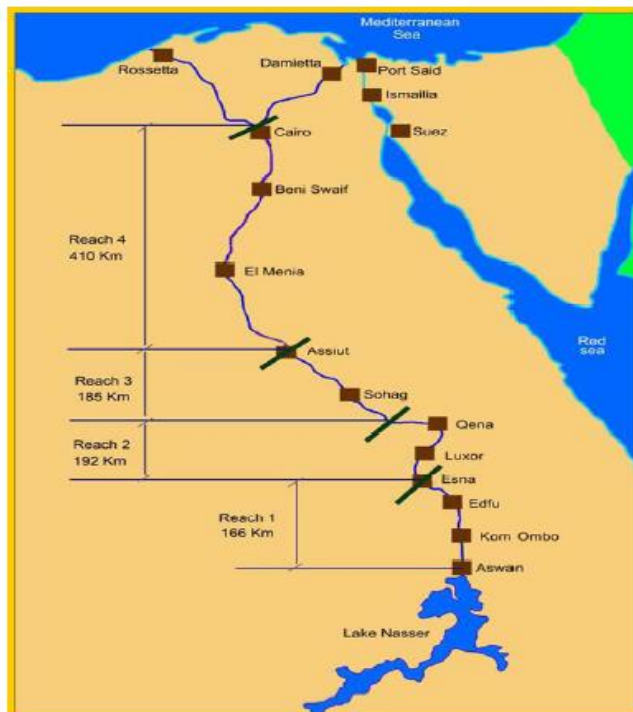 Mediterranean
Sea
Rossetta
Damietta
Port Said
Ismailia
Cairo
Suez
Beni Swaif
Reach 4
410 Km
El Menia
Red
sea
Assiut
Reach 3
185 Km
Sohag
Qena
Reach 2
192 Km
Luxor
Esna
Edfu
Reach 1
166 Km
Kom Ombo
Aswan
Lake Nasser